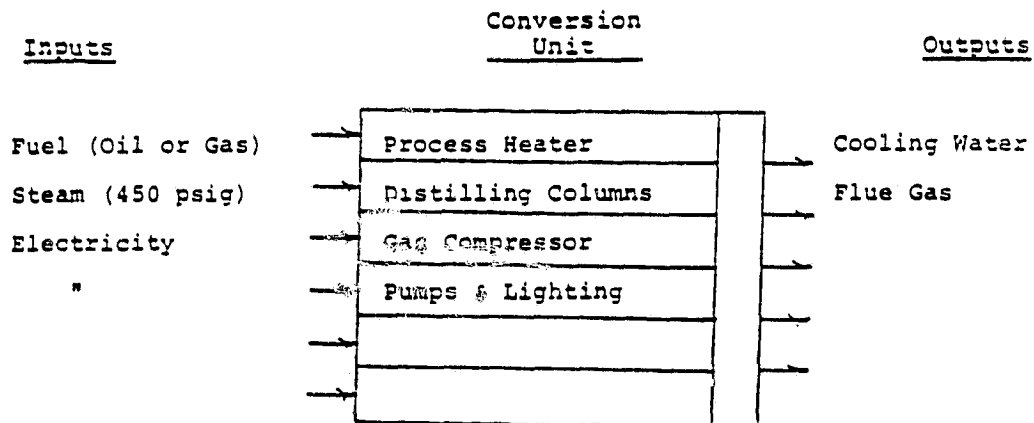 Conversion
Inputs Unit Outputs
Fuel (Oil or Gas) Process Heater Cooling Water
Steam (450 psig) Distilling Columns Flue Gas
Electricity Gas Compressor
" Pumps & Lighting